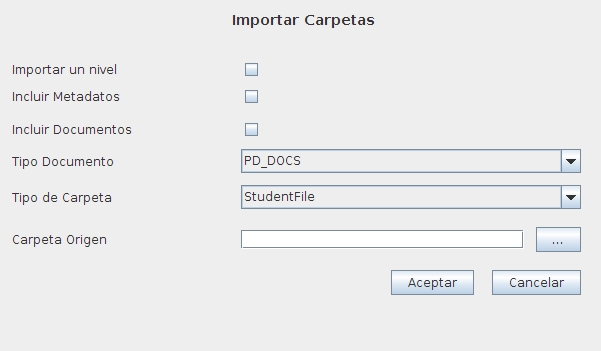 Importar Carpetas
Importar un nivel
Incluir Metadatos
Incluir Documentos
Tipo Documento PD_DOCS
Tipo de Carpeta StudentFile
Carpeta Origen ...
Aceptar Cancelar